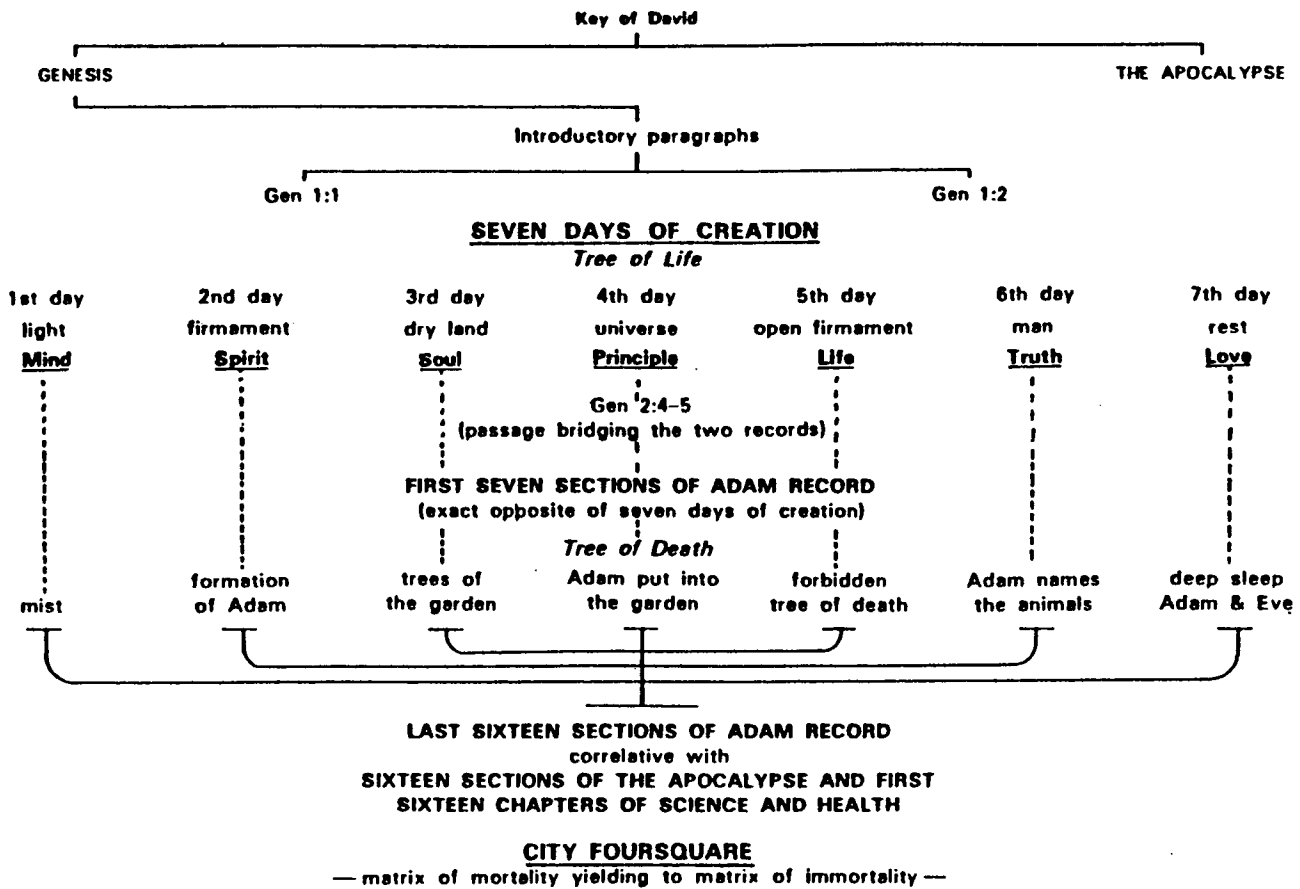 Key of David
GENESIS THE APOCALYPSE
Introductory paragraphs
Gen 1:1 Gen 1:2
SEVEN DAYS OF CREATION
Tree of Life
1st day 2nd day 3rd day 4th day 5th day 6th day 7th day
light firmament dry land universe open firmament man rest
Mind Spirit Soul Principle Life Truth Love
Gen 2:4-5
(passage bridging the two records)
FIRST SEVEN SECTIONS OF ADAM RECORD
(exact opposite of seven days of creation)
Tree of Death
formation trees of Adam put into forbidden Adam names deep sleep
mist of Adam the garden the garden tree of death the animals Adam & Eve
LAST SIXTEEN SECTIONS OF ADAM RECORD
correlative with
SIXTEEN SECTIONS OF THE APOCALYPSE AND FIRST
SIXTEEN CHAPTERS OF SCIENCE AND HEALTH
CITY FOURSQUARE
— matrix of mortality yielding to matrix of immortality —